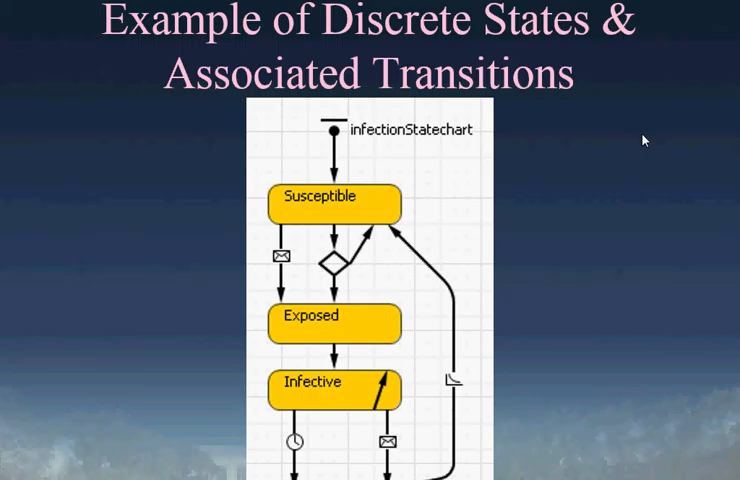 Example of Discrete States &
Associated Transitions
infectionStatechart
Susceptible
Exposed
Infective